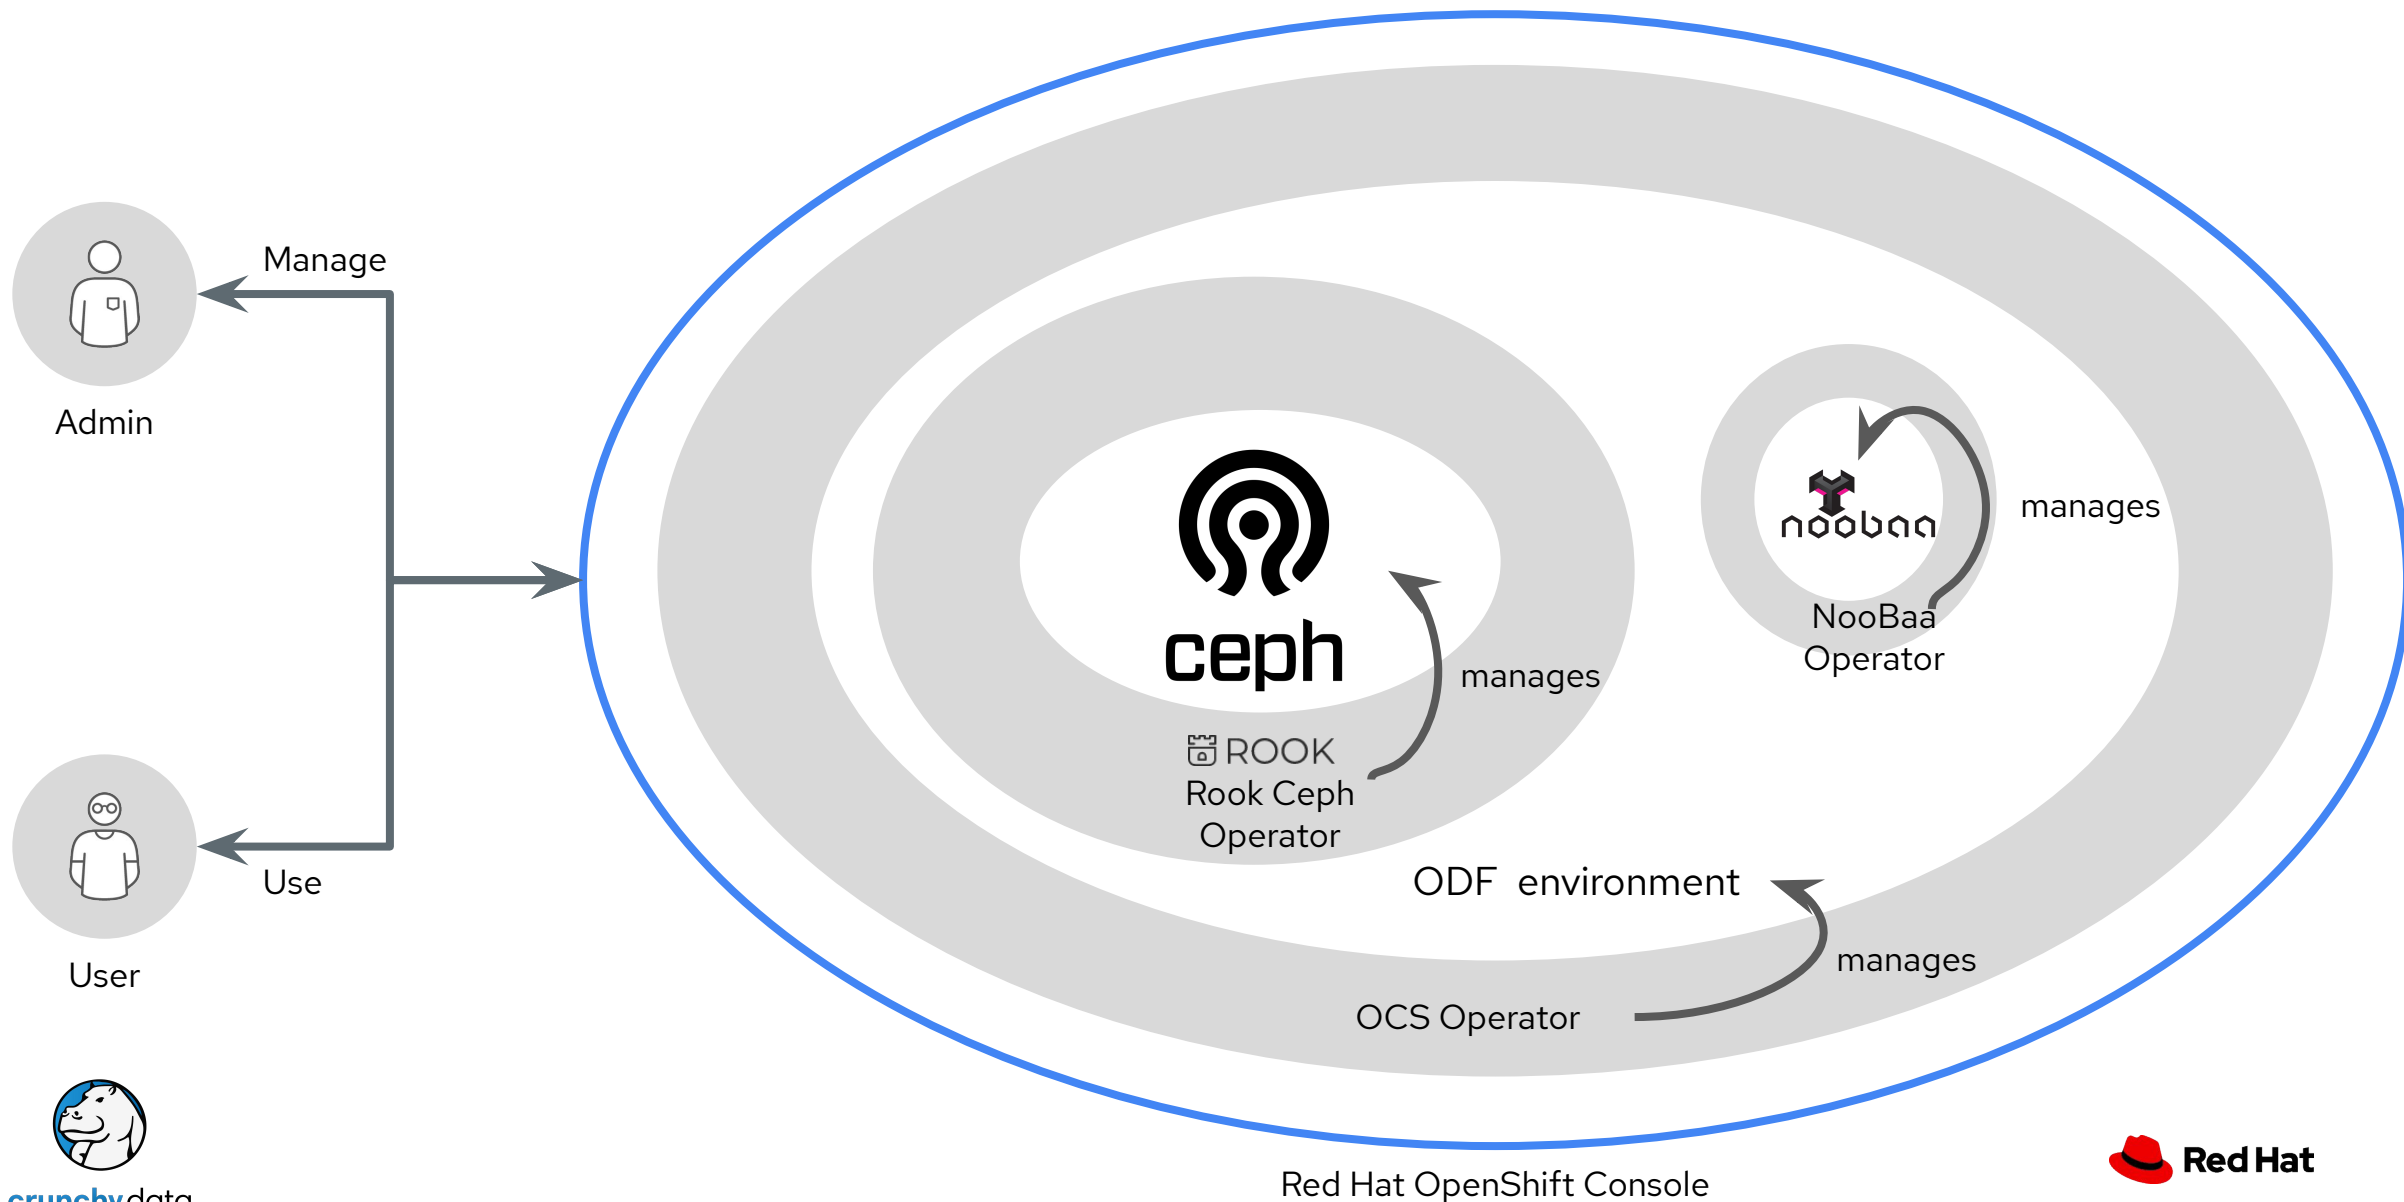 Manage
Admin
Use
User
ceph
manages
ROOK
Rook Ceph
Operator
noobaa
manages
NooBaa
Operator
ODF environment
manages
OCS Operator
Red Hat OpenShift Console
crunchydata
Red Hat